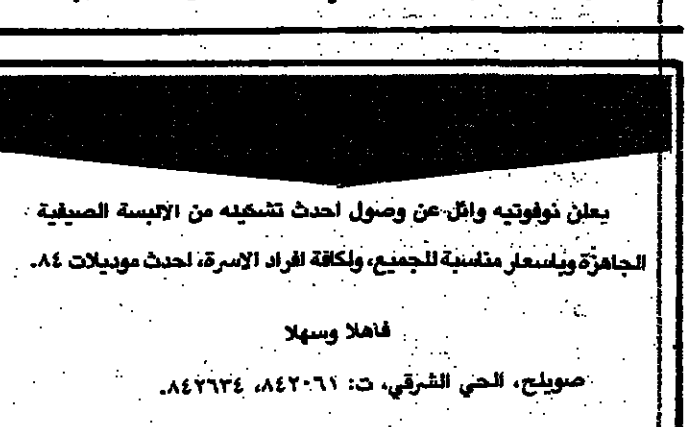 يعلن نوفوتيه وائل عن وصول احدث تشكيله من الالبسة الصيفية
الجاهزة وباسعار مناسبة للجميع، ولكافة افراد الاسرة، احدث موديلات ٨٤.
فاهلا وسهلا
صويلح، الحي الشرقي، ت: ٨٤٢٠٦١، ٨٤٢٦٣٤.